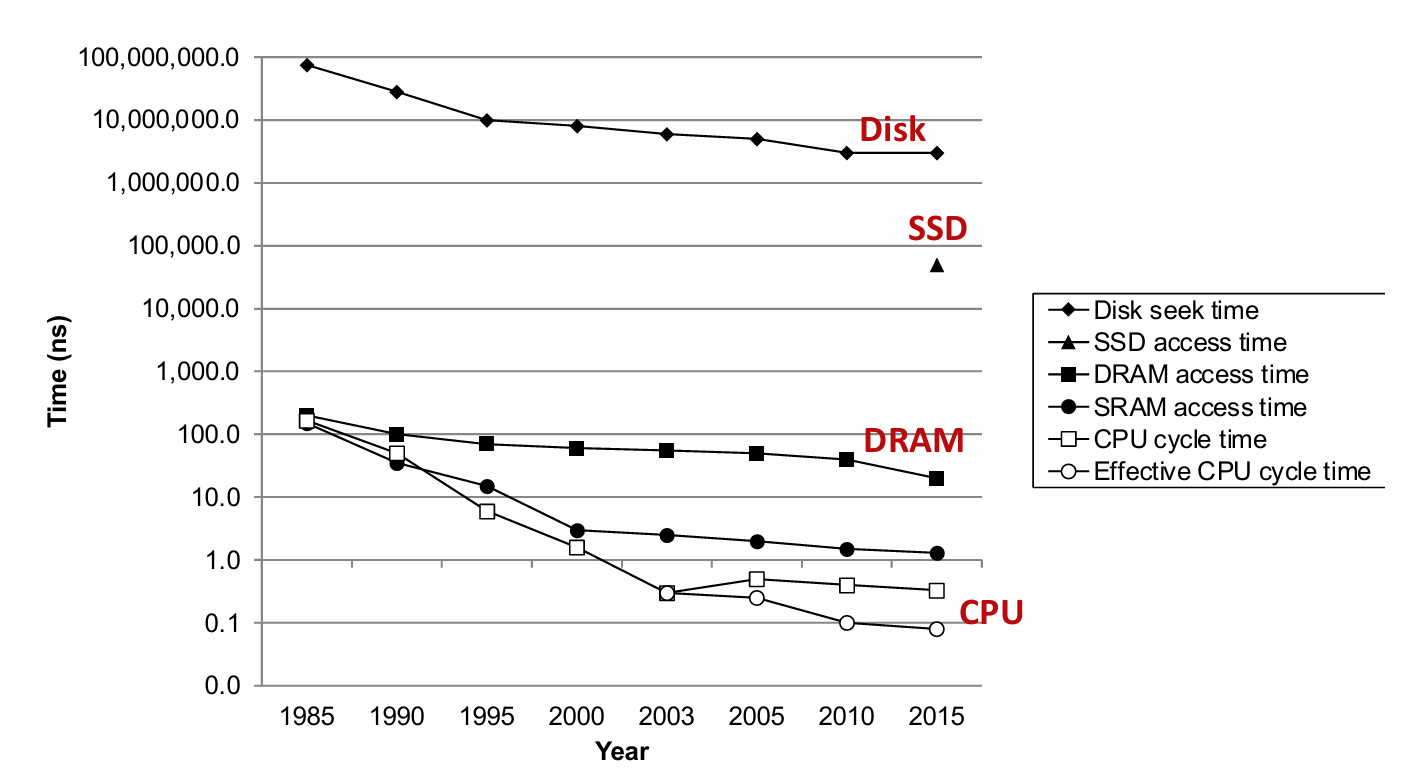 100,000,000.0
10,000,000.0
1,000,000.0
100,000.0
10,000.0
1,000.0
100.0
10.0
1.0
0.1
0.0
Time (ns)
Disk
SSD
DRAM
CPU
1985 1990 1995 2000 2003 2005 2010 2015
Year
Disk seek time
SSD access time
DRAM access time
SRAM access time
CPU cycle time
Effective CPU cycle time